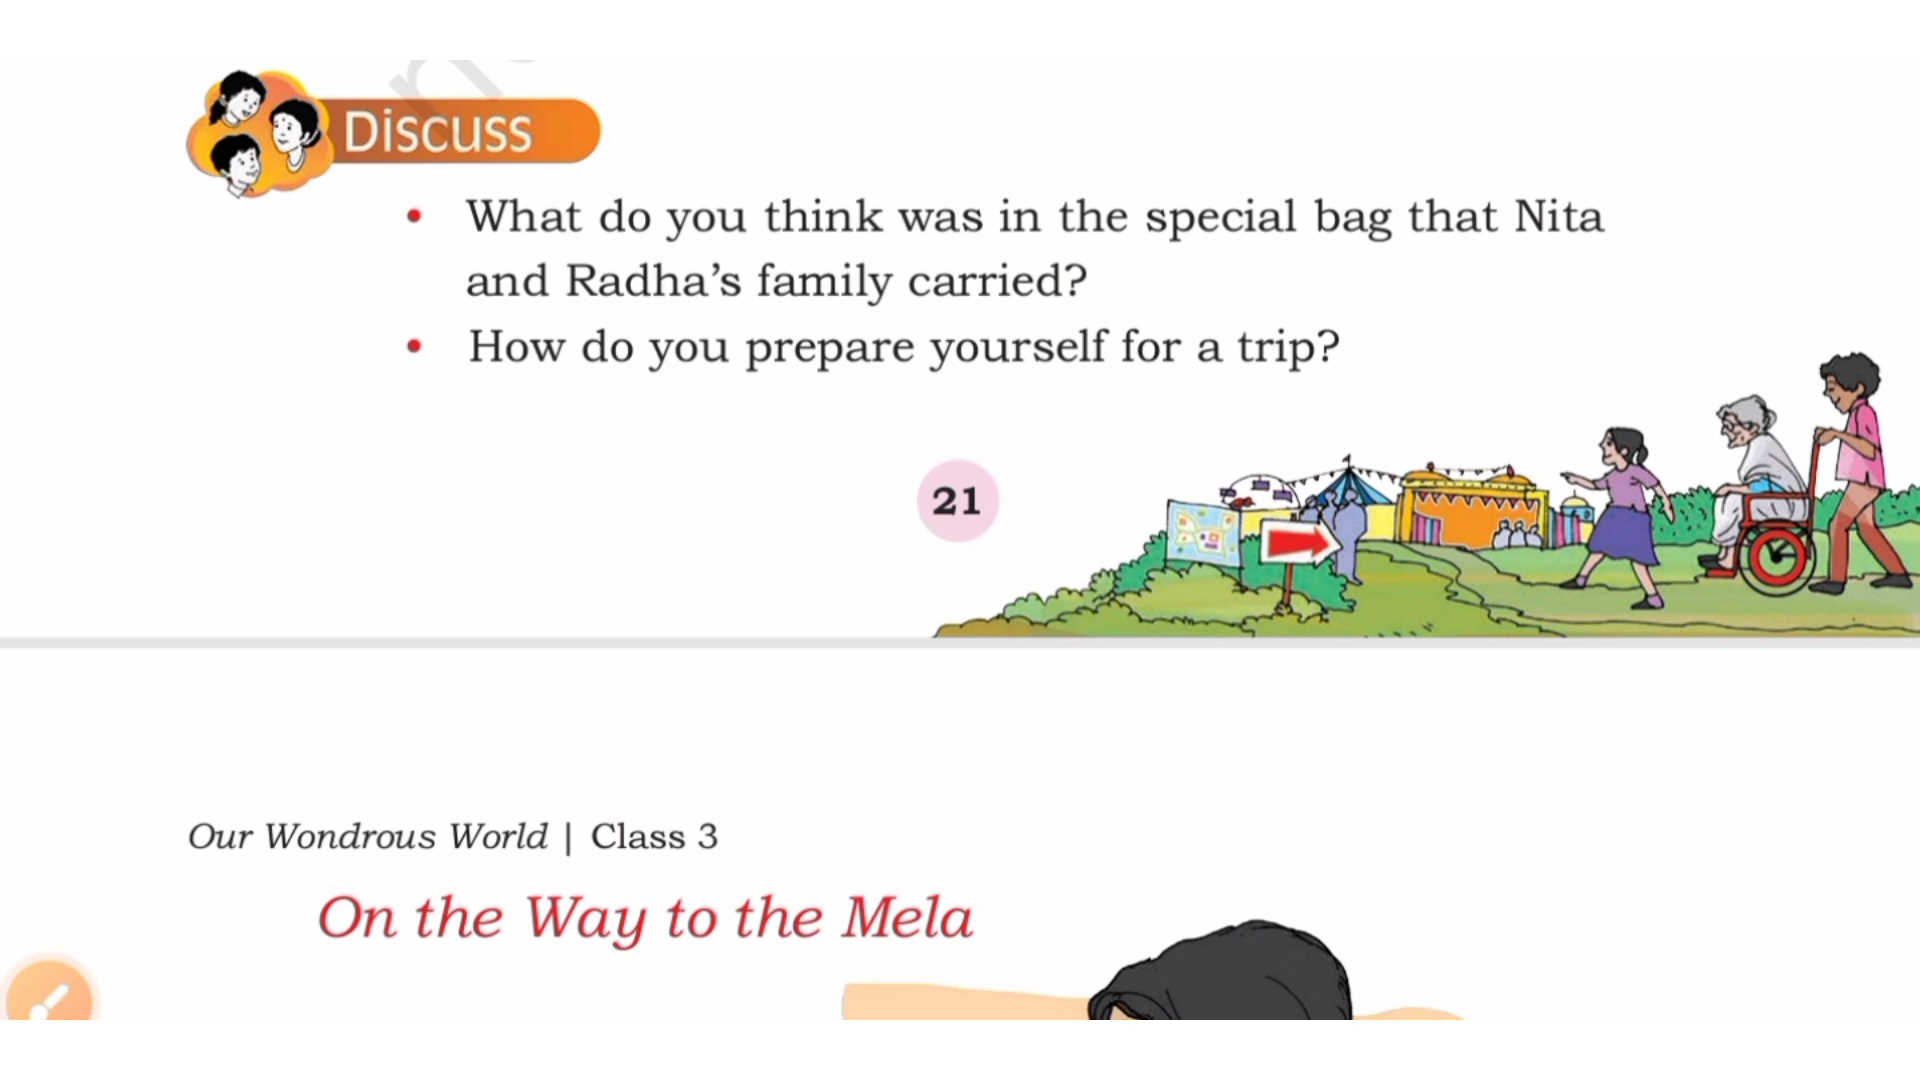 Discuss
• What do you think was in the special bag that Nita
and Radha’s family carried?
• How do you prepare yourself for a trip?
21
Our Wondrous World | Class 3
On the Way to the Mela